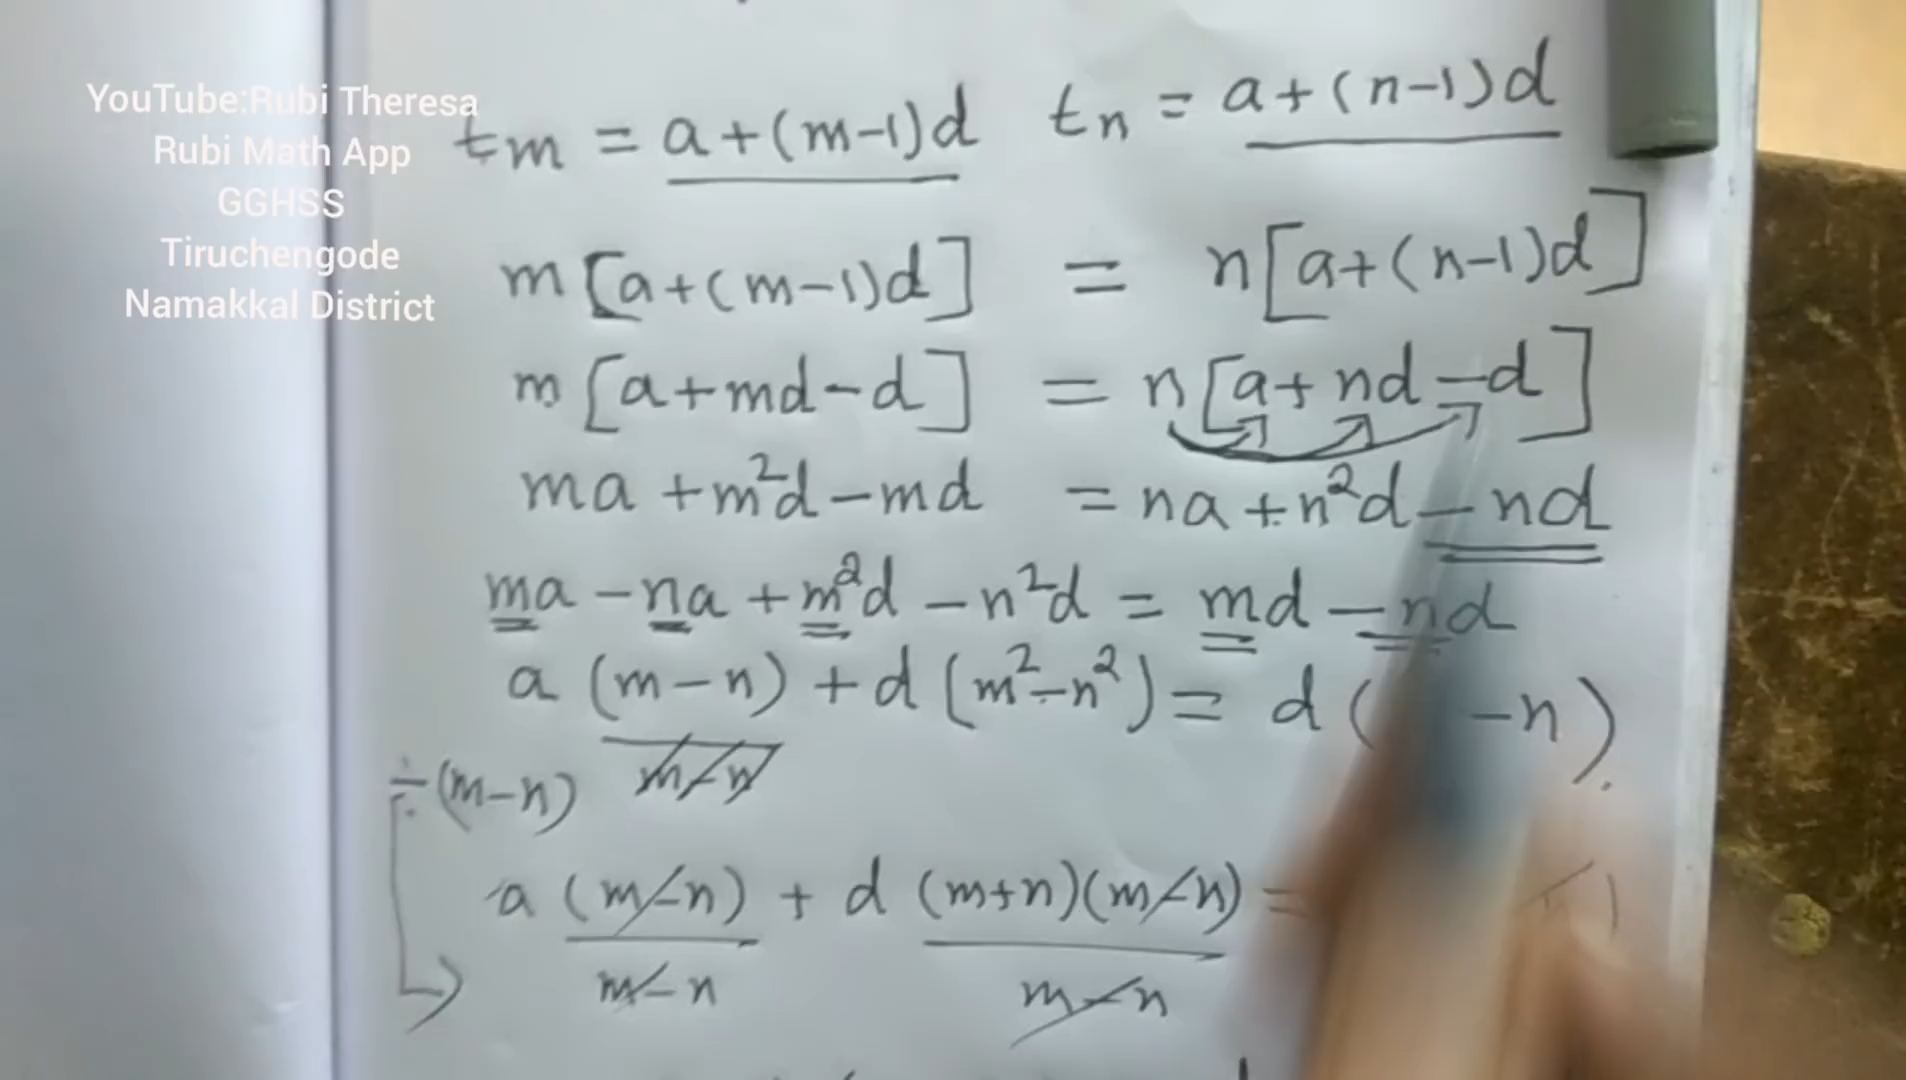 YouTube:Rubi Theresa
Rubi Math App
GGHSS
Tiruchengode
Namakkal District
tm = a+(m-1)d tn = a+(n-1)d
m[a+(m-1)d] = n[a+(n-1)d]
m[a+md-d] = n[a+nd-d]
ma+m²d-md = na+n²d-nd
ma-na+m²d-n²d = md-nd
a(m-n)+d(m²-n²) = d( -n)
÷(m-n) m-n
a (m-n) + d (m+n)(m-n) =
m-n m-n